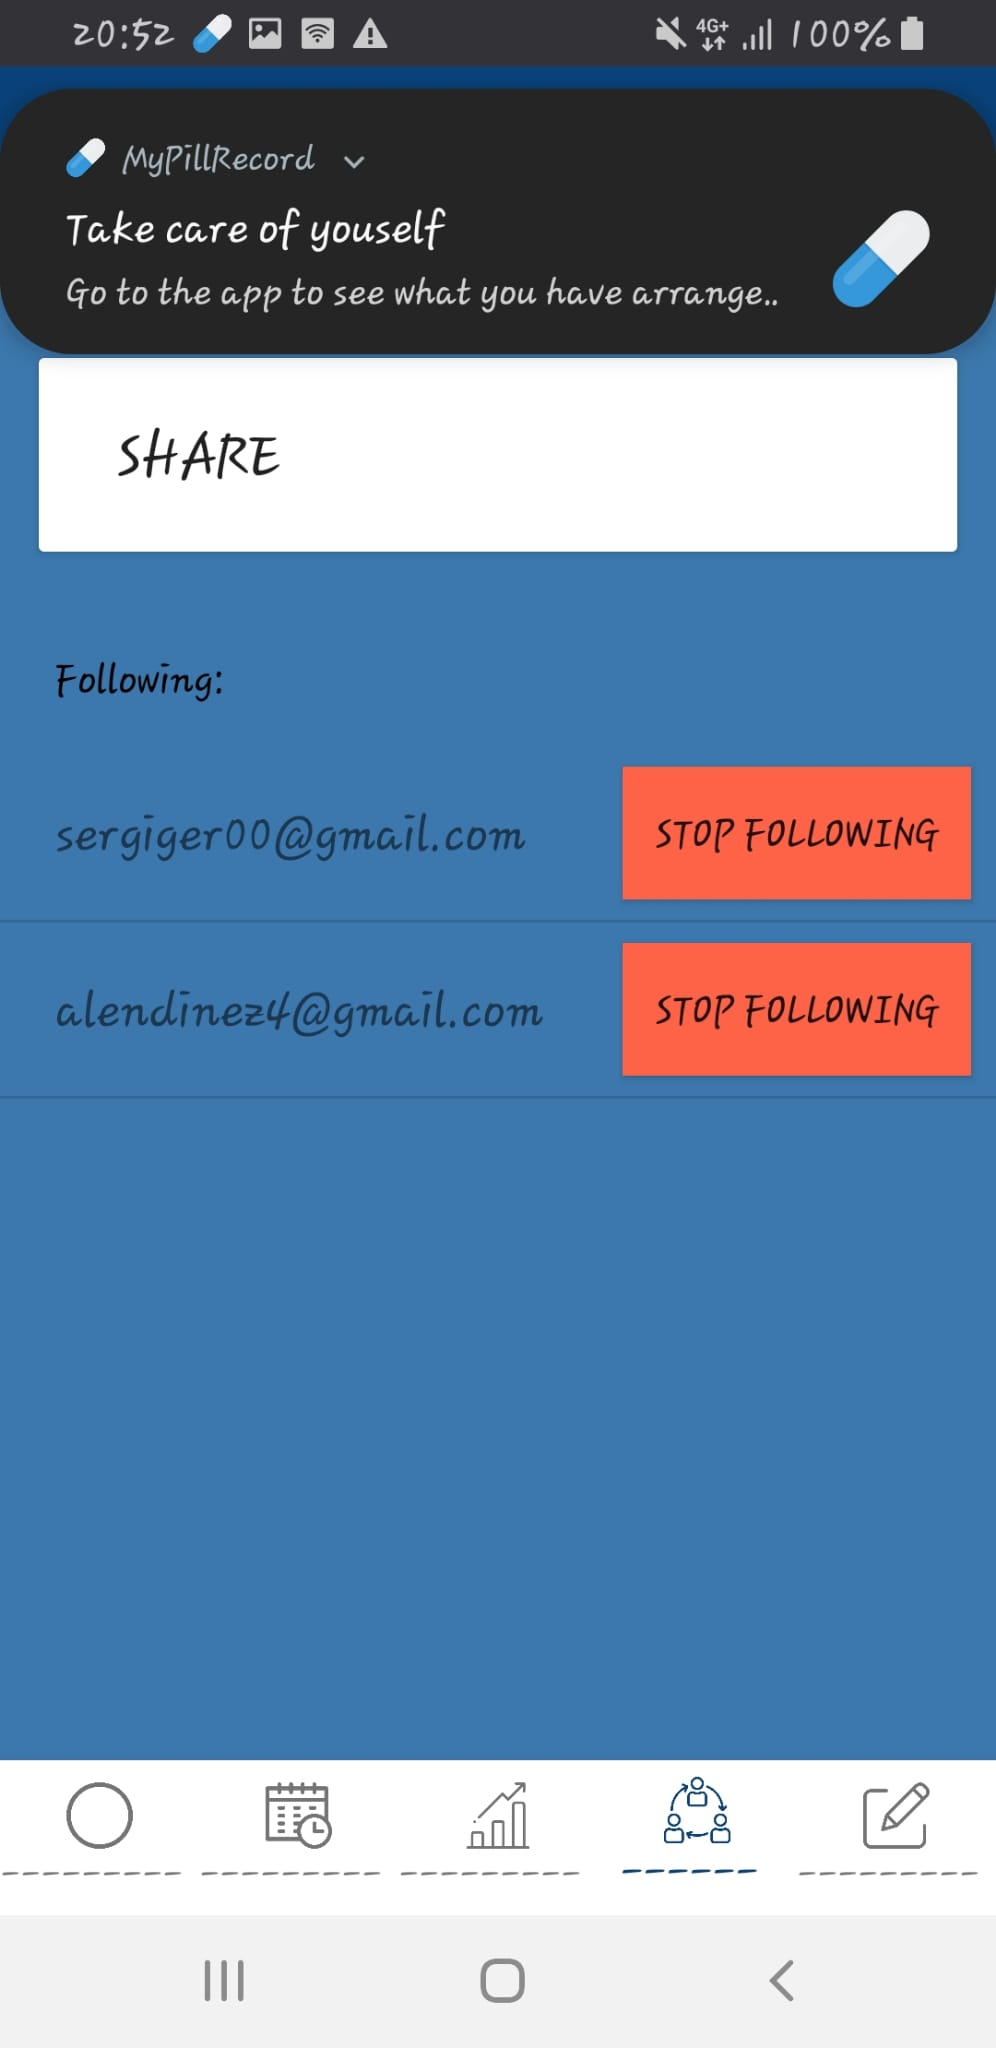 20:52 4G+ 100%
MyPillRecord
Take care of youself
Go to the app to see what you have arrange..
SHARE
Following:
sergiger00@gmail.com STOP FOLLOWING
alendinez4@gmail.com STOP FOLLOWING